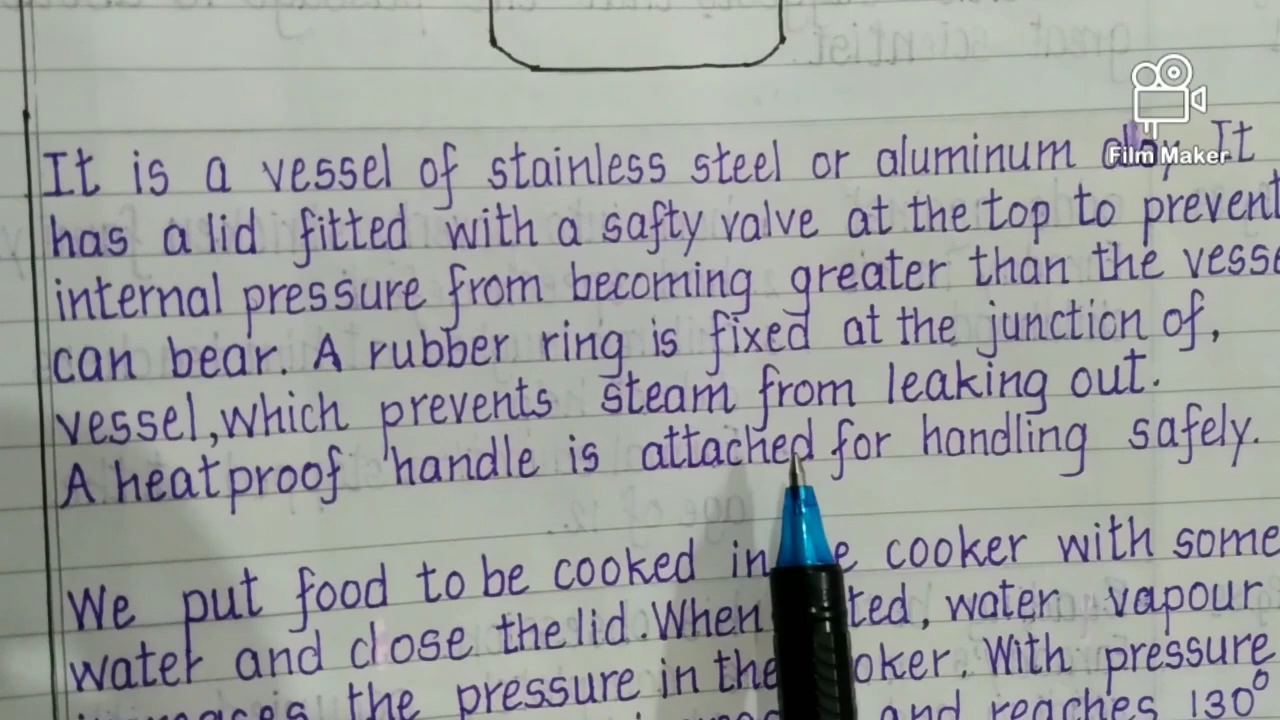 It is a vessel of stainless steel or aluminum alloy. It
has a lid fitted with a safty valve at the top to prevent
internal pressure from becoming greater than the
can bear. A rubber ring is fixed at the junction of,
vessel, which prevents steam from leaking out.
A heatproof handle is attached for handling safely.
We put food to be cooked in cooker with some
water and close the lid. When water vapour
the pressure in the With pressure
and reaches 130°
Film Maker